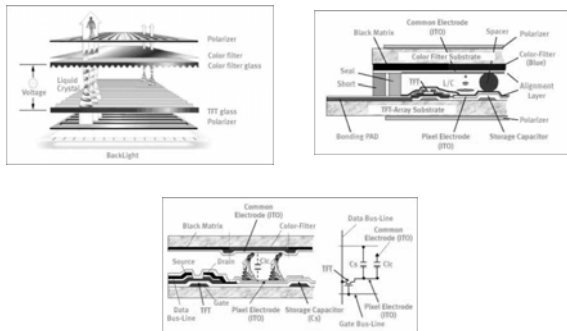 Polarizer
Color filter
Color filter glass
Voltage
Liquid
Crystal
TFT glass
Polarizer
BackLight
Common Electrode
(ITO)
Black Matrix
Spacer
Polarizer
Color Filter Substrate
Color-Filter
(Blue)
Seal
Short
TFT
L/C
Alignment
Layer
TFT-Array Substrate
Bonding PAD
Pixel Electrode
(ITO)
Storage Capacitor
Polarizer
Common
Electrode (ITO)
Black Matrix
Color-Filter
Source
Drain
Clc
Data
Bus-Line
TFT
Gate
Pixel Electrode
(ITO)
Storage Capacitor
(Cs)
Data Bus-Line
Common
Electrode (ITO)
Cs
Clc
TFT
Pixel Electrode
(ITO)
Gate Bus-Line